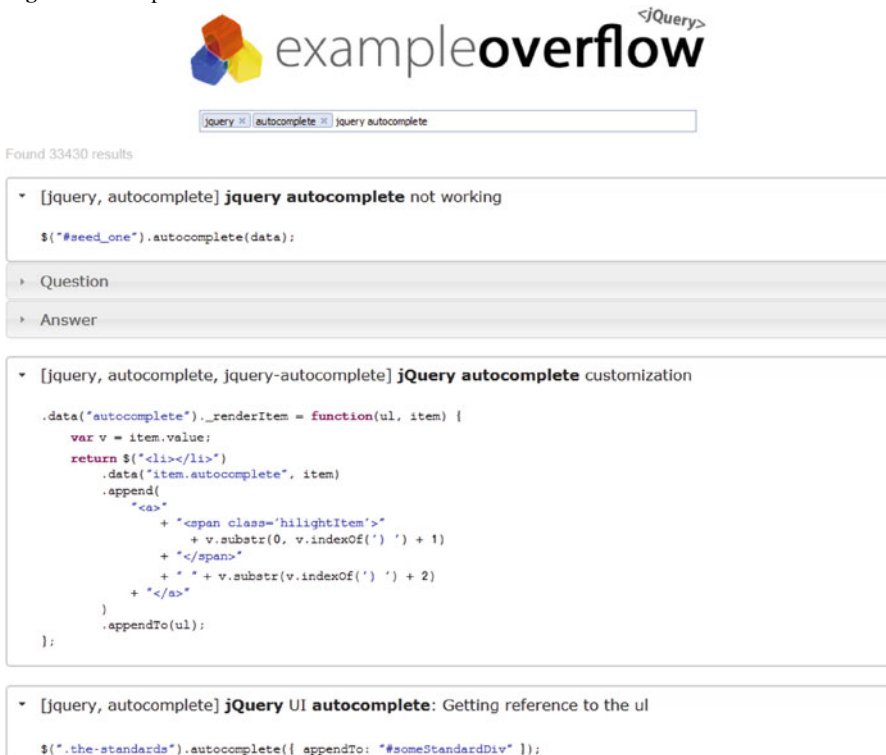 <jQuery>
exampleoverflow
jquery × autocomplete × jquery autocomplete
Found 33430 results
[jquery, autocomplete] jquery autocomplete not working
$("#seed_one").autocomplete(data);
Question
Answer
[jquery, autocomplete, jquery-autocomplete] jQuery autocomplete customization
.data("autocomplete")._renderItem = function(ul, item) {
var v = item.value;
return $("<li></li>")
.data("item.autocomplete", item)
.append(
"<a>"
+ "<span class='hilightItem'>"
+ v.substr(0, v.indexOf(') ') + 1)
+ "</span>"
+ " " + v.substr(v.indexOf(') ') + 2)
+ "</a>"
)
.appendTo(ul);
};
[jquery, autocomplete] jQuery UI autocomplete: Getting reference to the ul
$(".the-standards").autocomplete({ appendTo: "#someStandardDiv" });